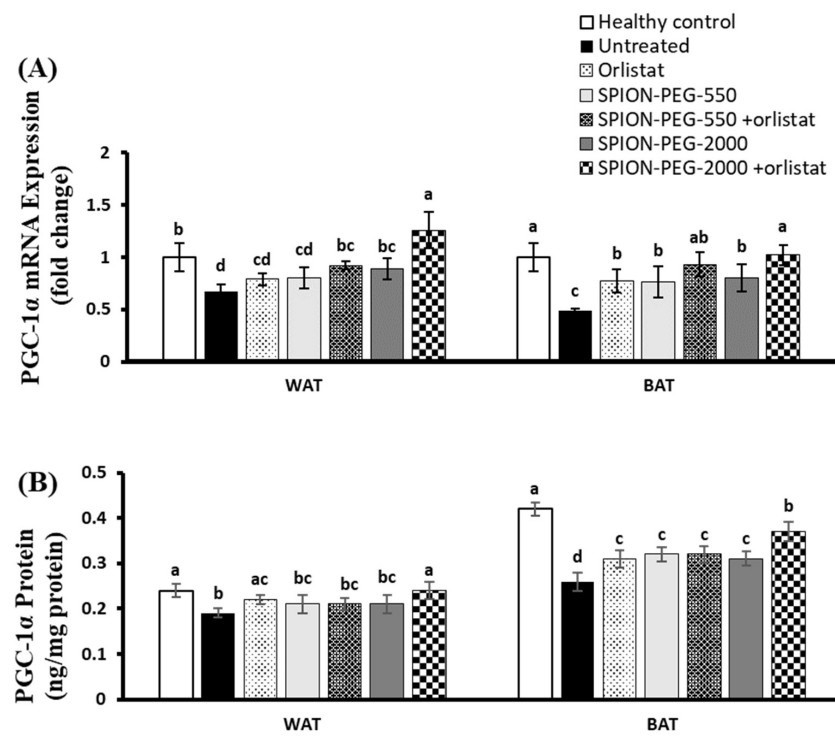 Healthy control
Untreated
Orlistat
SPION-PEG-550
SPION-PEG-550 +orlistat
SPION-PEG-2000
SPION-PEG-2000 +orlistat
(A)
PGC-1α mRNA Expression
(fold change)
2
1.5
1
0.5
0
b d cd cd bc bc a
a c b b ab b a
WAT BAT
(B)
PGC-1α Protein
(ng/mg protein)
0.5
0.4
0.3
0.2
0.1
0
a b ac bc bc bc a
a d c c c c b
WAT BAT